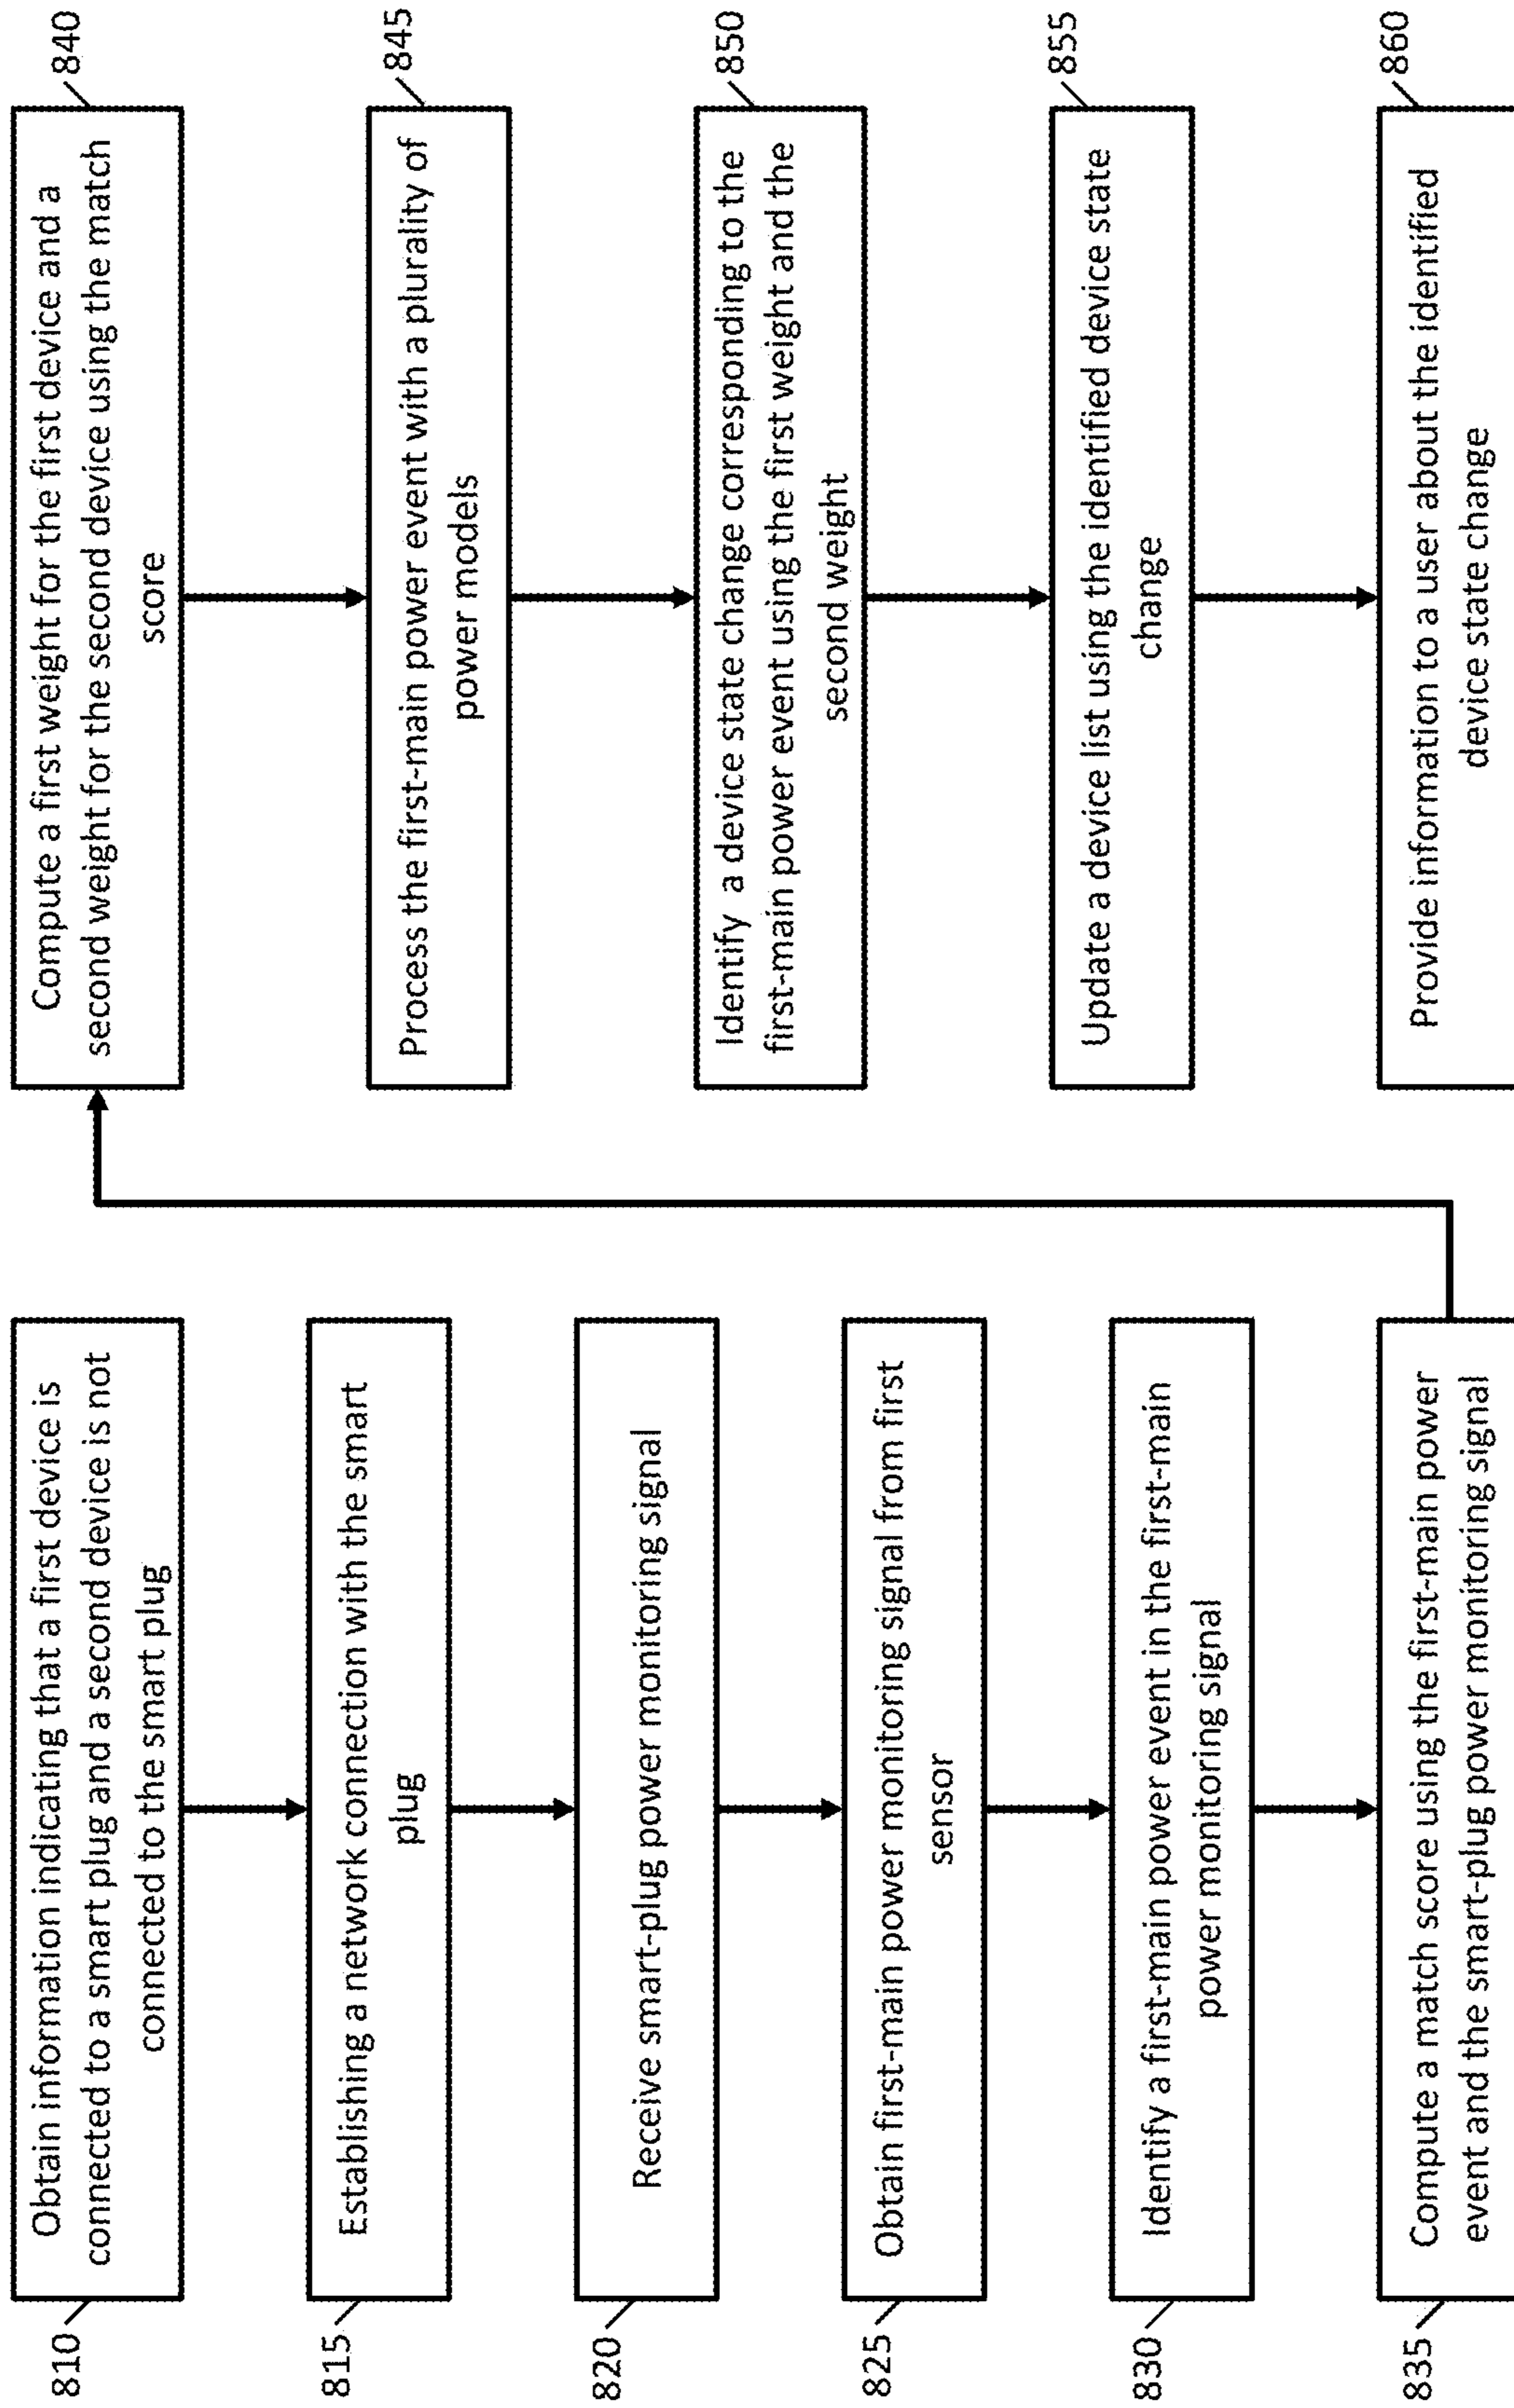 810
Obtain information indicating that a first device is
connected to a smart plug and a second device is not
connected to the smart plug
815
Establishing a network connection with the smart
plug
820
Receive smart-plug power monitoring signal
825
Obtain first-main power monitoring signal from first
sensor
830
Identify a first-main power event in the first-main
power monitoring signal
835
Compute a match score using the first-main power
event and the smart-plug power monitoring signal
840
Compute a first weight for the first device and a
second weight for the second device using the match
score
845
Process the first-main power event with a plurality of
power models
850
Identify a device state change corresponding to the
first-main power event using the first weight and the
second weight
855
Update a device list using the identified device state
change
860
Provide information to a user about the identified
device state change